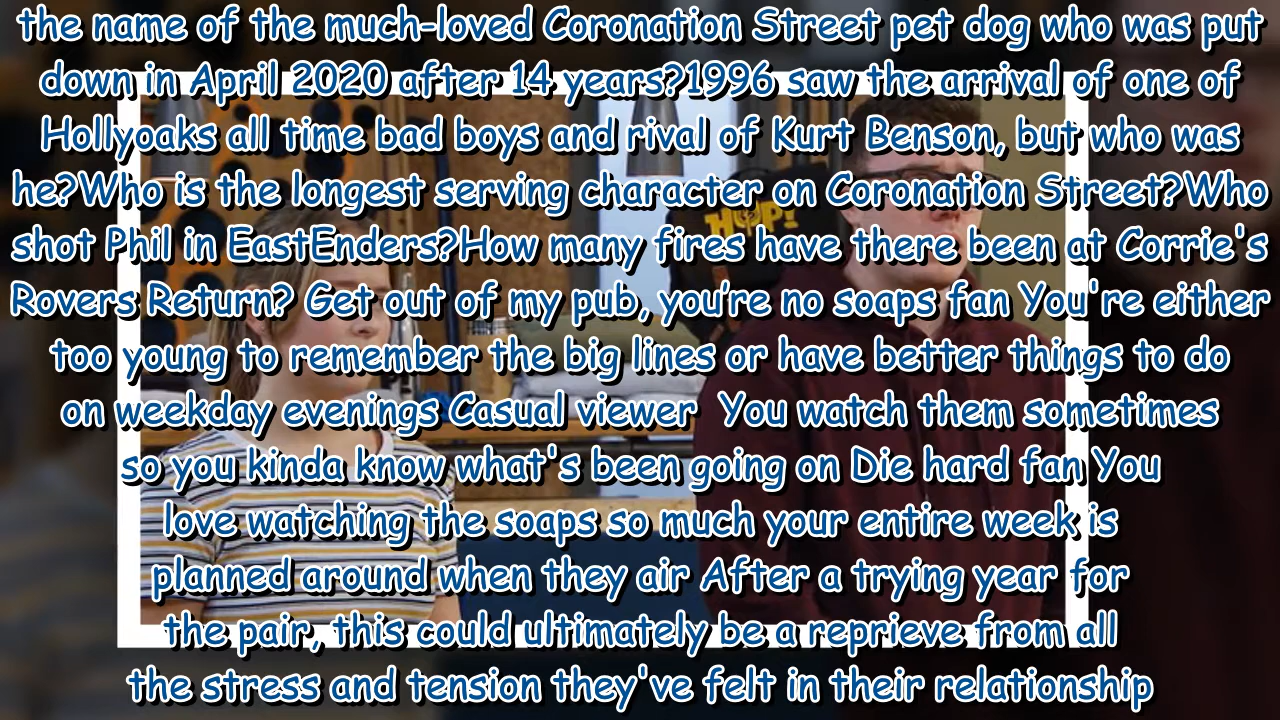 the name of the much-loved Coronation Street pet dog who was put
down in April 2020 after 14 years?1996 saw the arrival of one of
Hollyoaks all time bad boys and rival of Kurt Benson, but who was
he?Who is the longest serving character on Coronation Street?Who
shot Phil in EastEnders?How many fires have there been at Corrie's
Rovers Return? Get out of my pub, you’re no soaps fan You're either
too young to remember the big lines or have better things to do
on weekday evenings Casual viewer  You watch them sometimes
so you kinda know what's been going on Die hard fan You
love watching the soaps so much your entire week is
planned around when they air After a trying year for
the pair, this could ultimately be a reprieve from all
the stress and tension they've felt in their relationship
HOP!